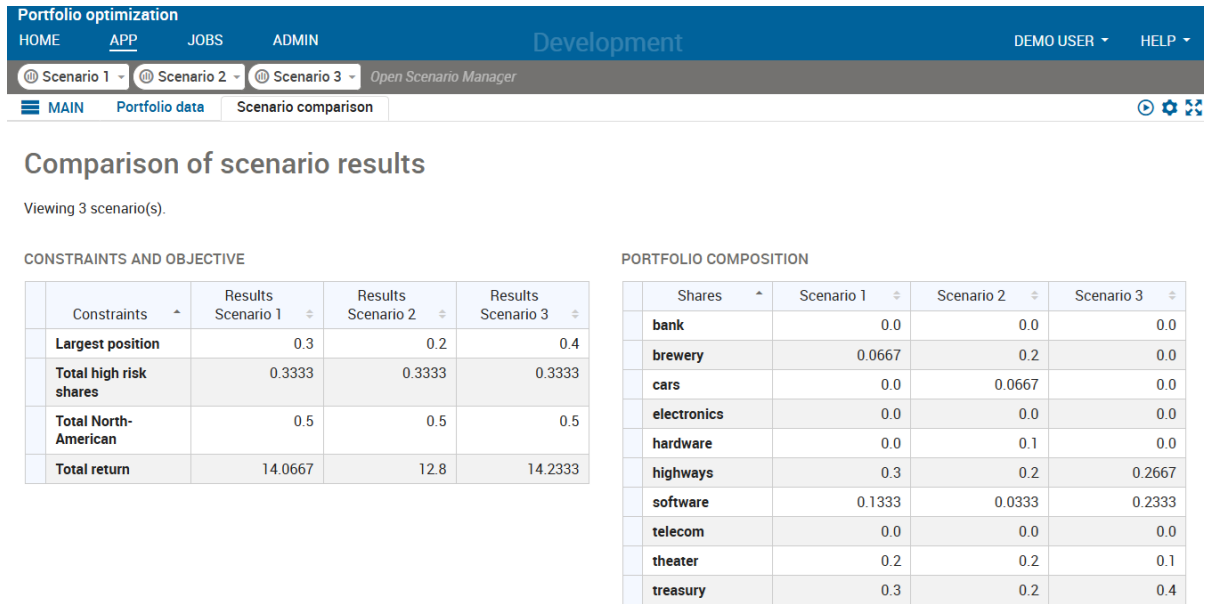 Portfolio optimization
HOME APP JOBS ADMIN Development DEMO USER HELP
Scenario 1 Scenario 2 Scenario 3 Open Scenario Manager
MAIN Portfolio data Scenario comparison
Comparison of scenario results
Viewing 3 scenario(s).
CONSTRAINTS AND OBJECTIVE
Constraints Results Scenario 1 Results Scenario 2 Results Scenario 3
Largest position 0.3 0.2 0.4
Total high risk shares 0.3333 0.3333 0.3333
Total North-American 0.5 0.5 0.5
Total return 14.0667 12.8 14.2333
PORTFOLIO COMPOSITION
Shares Scenario 1 Scenario 2 Scenario 3
bank 0.0 0.0 0.0
brewery 0.0667 0.2 0.0
cars 0.0 0.0667 0.0
electronics 0.0 0.0 0.0
hardware 0.0 0.1 0.0
highways 0.3 0.2 0.2667
software 0.1333 0.0333 0.2333
telecom 0.0 0.0 0.0
theater 0.2 0.2 0.1
treasury 0.3 0.2 0.4